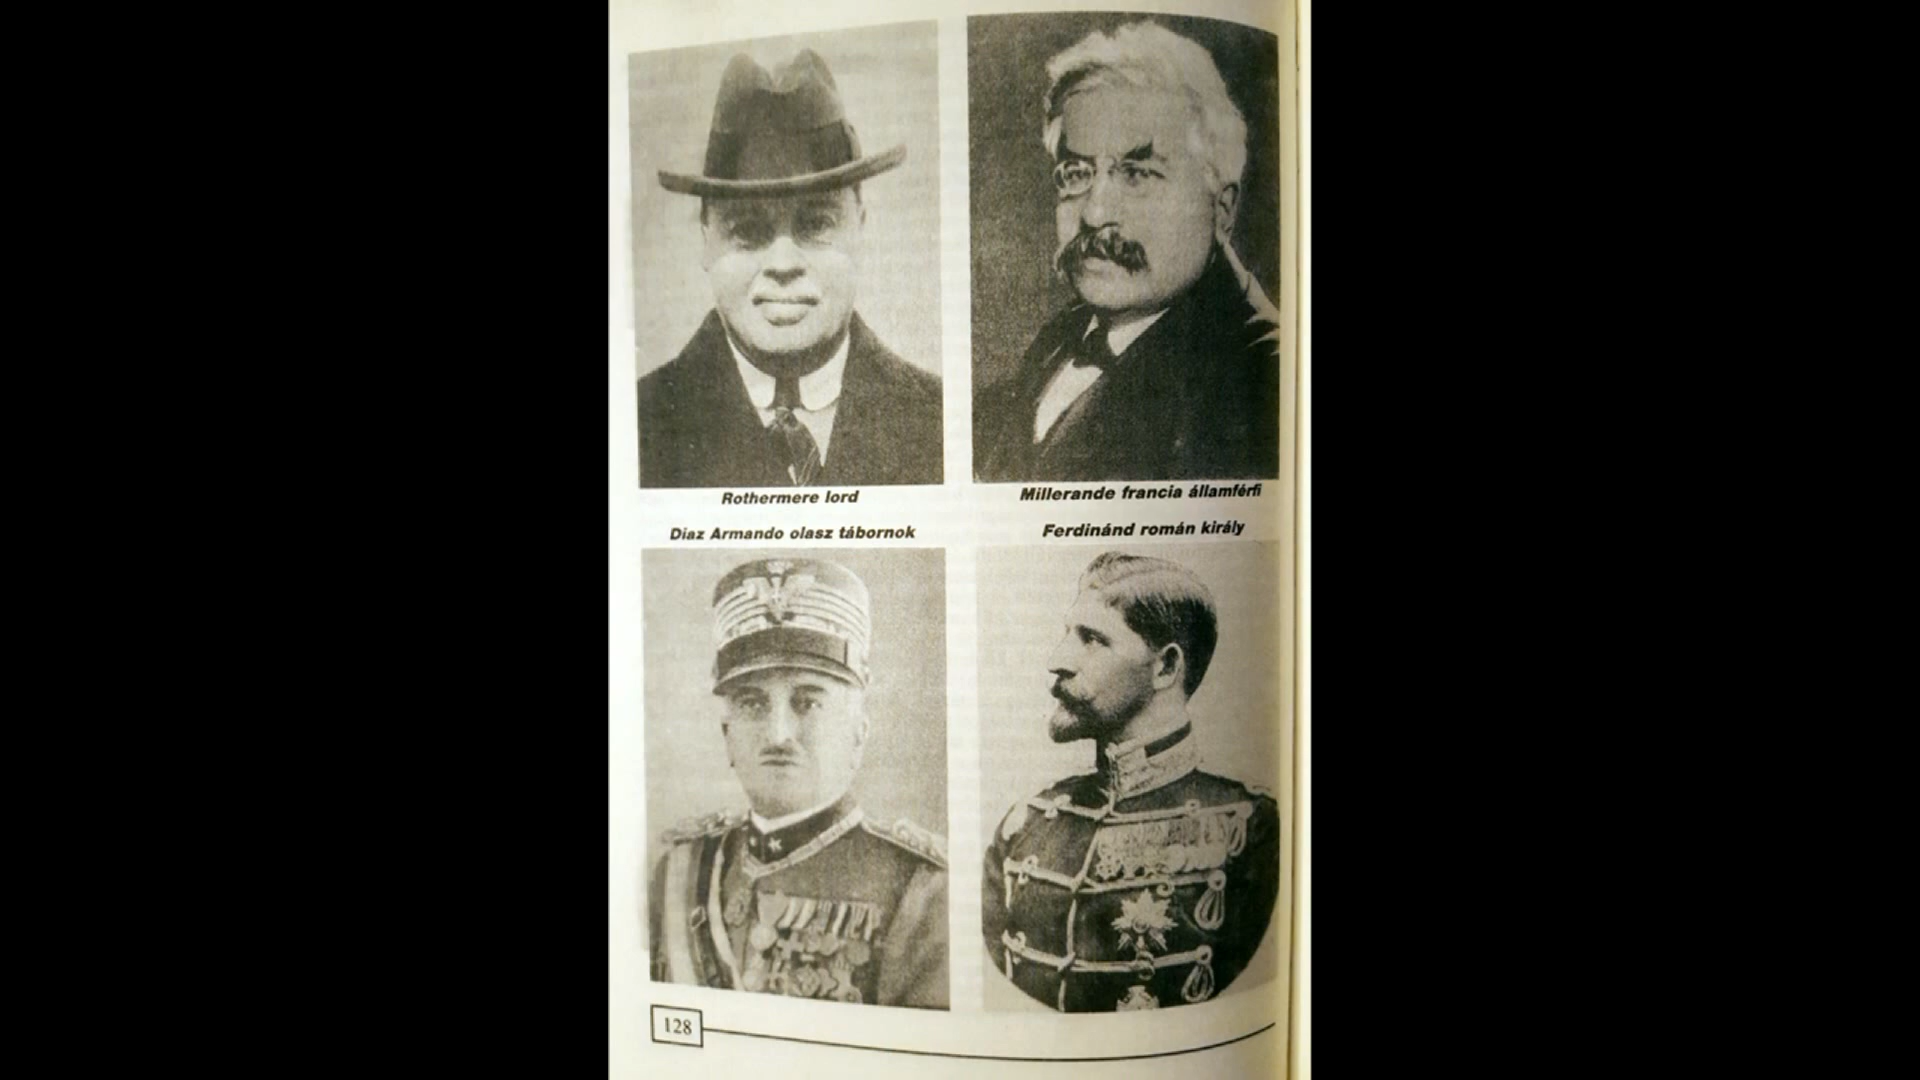 Rothermere lord
Millerande francia államférfi
Diaz Armando olasz tábornok
Ferdinánd román király
128